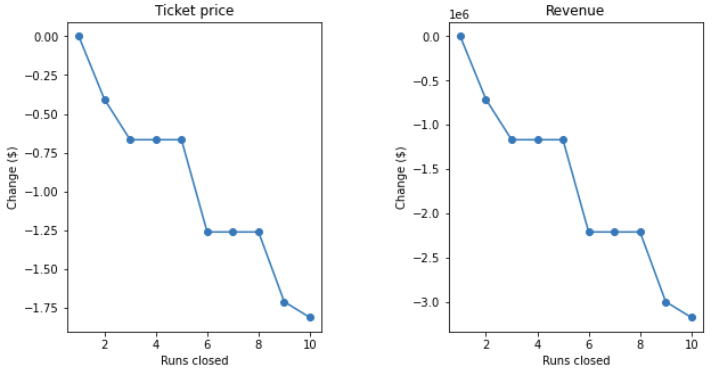 Ticket price
0.00
−0.25
−0.50
−0.75
−1.00
−1.25
−1.50
−1.75
Change ($)
2 4 6 8 10
Runs closed
Revenue
1e6
0.0
−0.5
−1.0
−1.5
−2.0
−2.5
−3.0
Change ($)
2 4 6 8 10
Runs closed